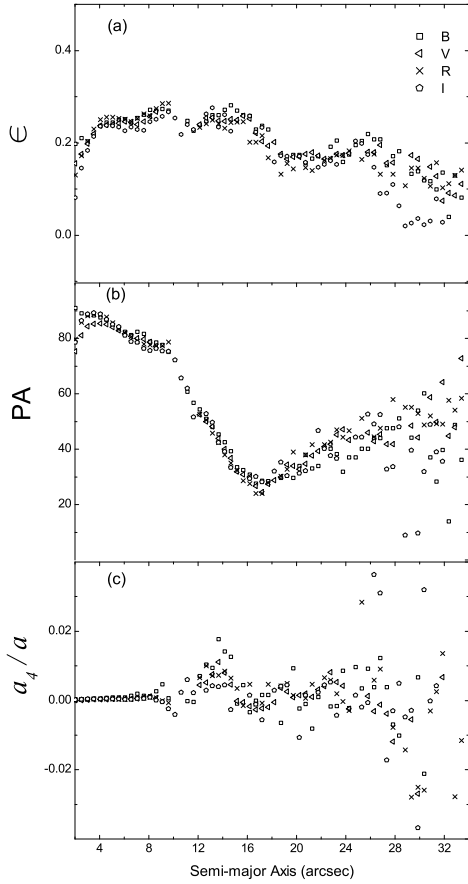 (a)
B
V
R
I
0.4
0.2
0.0
∈
(b)
80
60
40
20
PA
(c)
0.02
0.00
-0.02
a4/a
4 8 12 16 20 24 28 32
Semi-major Axis (arcsec)